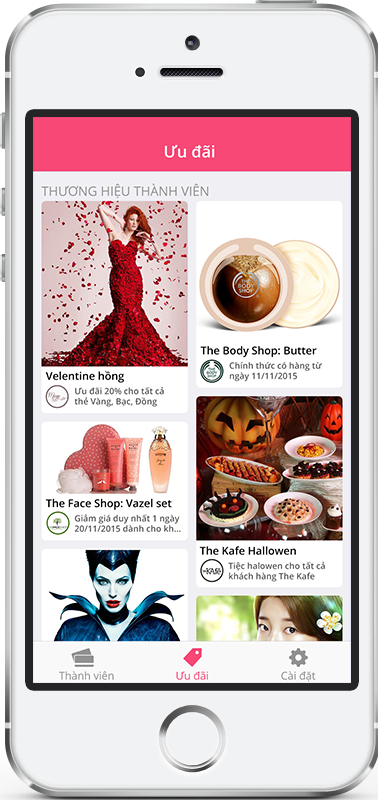 Ưu đãi
THƯƠNG HIỆU THÀNH VIÊN
Velentine hồng
Ưu đãi 20% cho tất cả
thẻ Vàng, Bạc, Đồng
THE
BODY
SHOP
The Body Shop: Butter
Chính thức có hàng từ
ngày 11/11/2015
The Face Shop: Vazel set
Giảm giá duy nhất 1 ngày
20/11/2015 dành cho kh...
The Kafe Hallowen
KAFE
Tiệc halowen cho tất cả
khách hàng The Kafe
Thành viên
Ưu đãi
Cài đặt